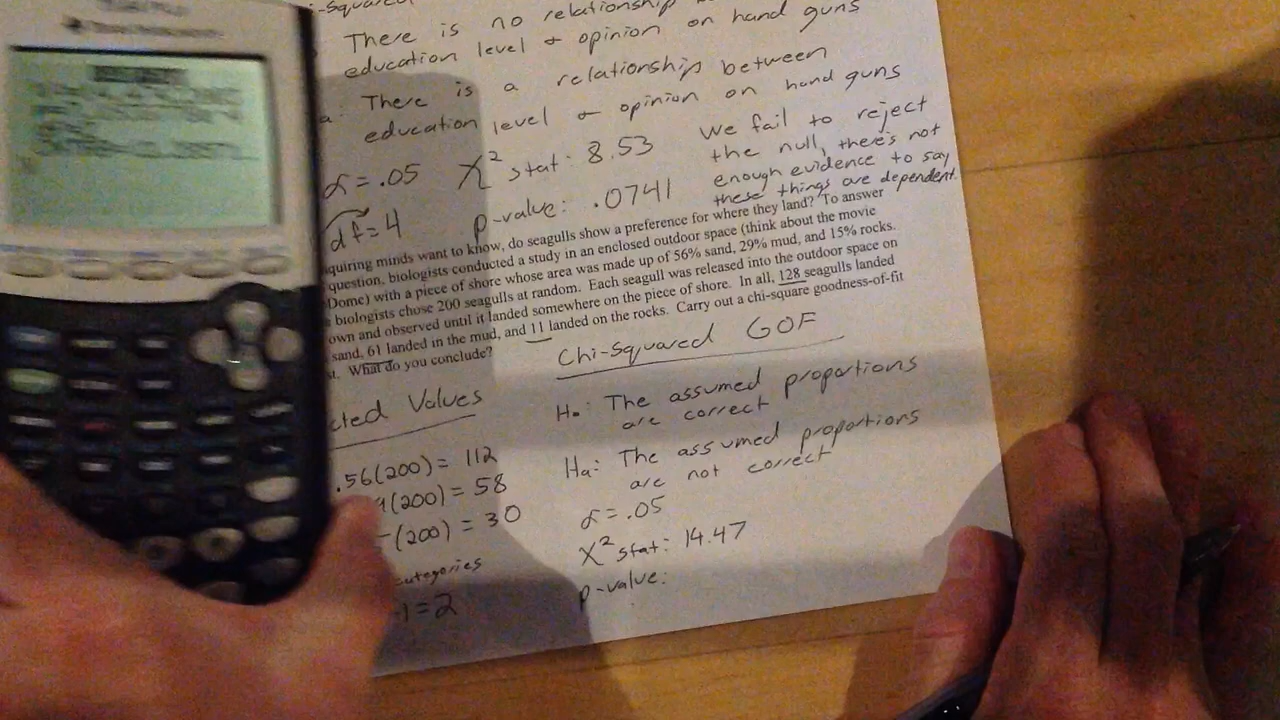 i-Squared
There is no relationship
education level + opinion on hand guns
a: There is a relationship between
education level + opinion on hand guns
α = .05 X² stat: 8.53
df = 4 p-value: .0741
We fail to reject
the null, there's not
enough evidence to say
these things are dependent.
quiring minds want to know, do seagulls show a preference for where they land? To answer
question, biologists conducted a study in an enclosed outdoor space (think about the movie
Dome) with a piece of shore whose area was made up of 56% sand, 29% mud, and 15% rocks.
e biologists chose 200 seagulls at random. Each seagull was released into the outdoor space on
own and observed until it landed somewhere on the piece of shore. In all, 128 seagulls landed
sand, 61 landed in the mud, and 11 landed on the rocks. Carry out a chi-square goodness-of-fit
st. What do you conclude?
cted Values
.56(200) = 112
9(200) = 58
(200) = 30
categories
-1 = 2
Chi-Squared GOF
Ho: The assumed proportions
are correct
Ha: The assumed proportions
are not correct
α = .05
X² stat: 14.47
p-value: